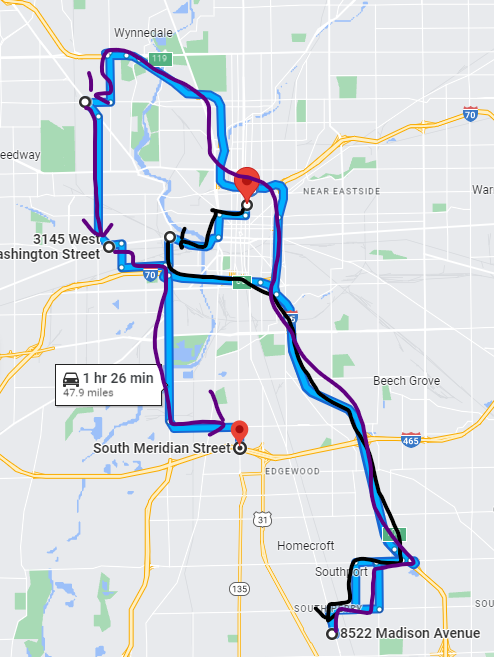 Wynnedale
119
70
eedway
NEAR EASTSIDE
War
3145 West
ashington Street
70
1 hr 26 min
47.9 miles
Beech Grove
South Meridian Street
465
EDGEWOOD
31
Homecroft
135
Southport
SOU
8522 Madison Avenue